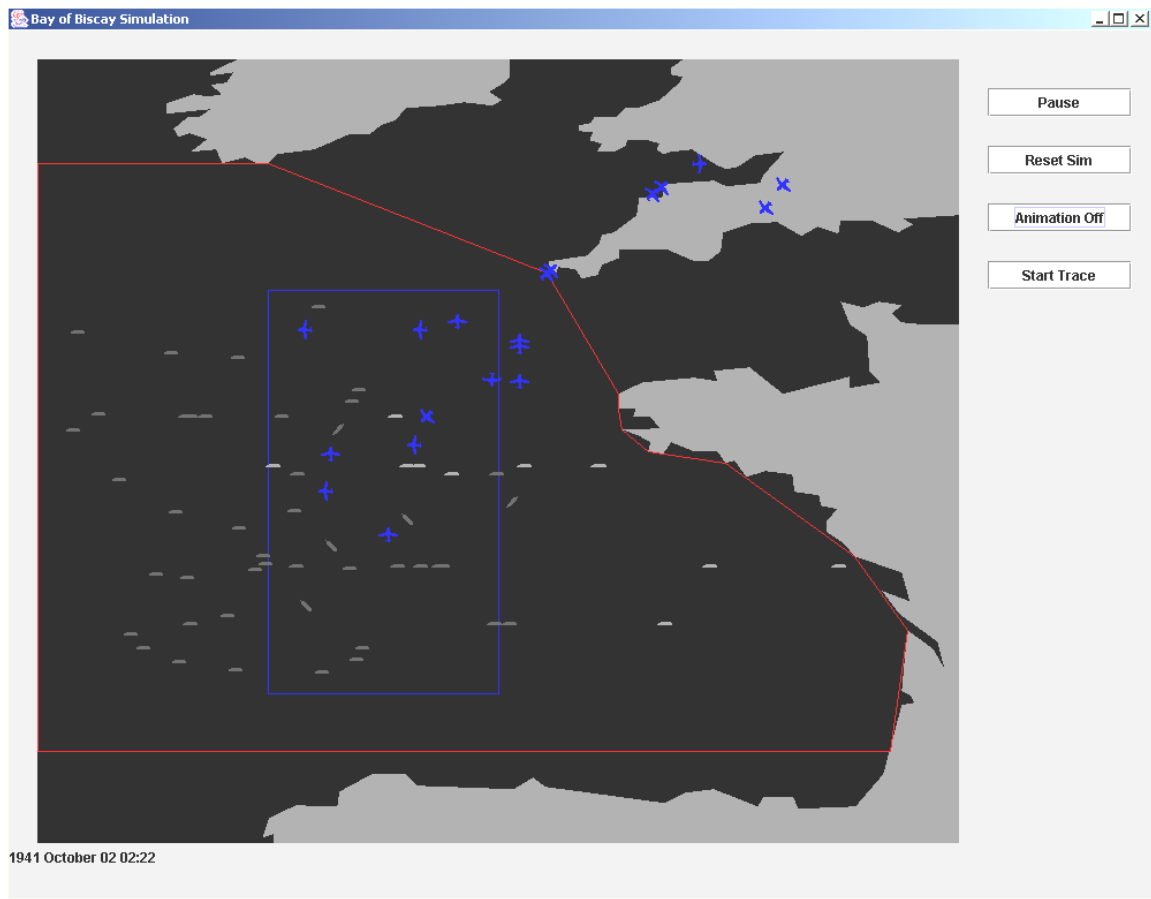 Bay of Biscay Simulation
Pause
Reset Sim
Animation Off
Start Trace
1941 October 02 02:22